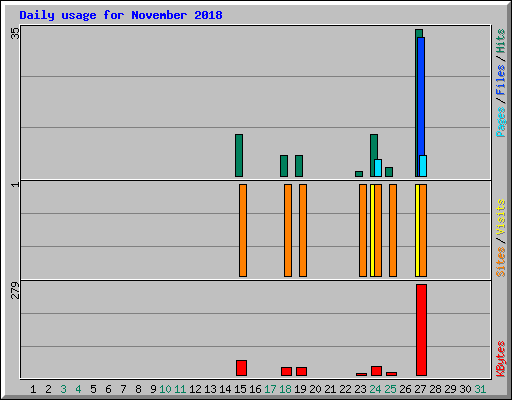 Daily usage for November 2018
35
Pages / Files / Hits
1
Sites / Visits
279
KBytes
1 2 3 4 5 6 7 8 9 10 11 12 13 14 15 16 17 18 19 20 21 22 23 24 25 26 27 28 29 30 31